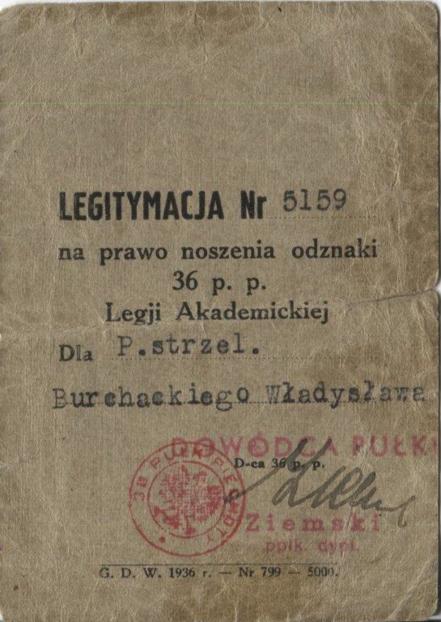 LEGITYMACJA Nr 5159
na prawo noszenia odznaki
36 p. p.
Legji Akademickiej
Dla P.strzel.
Burchackiego Władysława
DOWÓDCA PUŁKU
D-ca 36 p. p.
Ziemski
ppłk. dypl.
G. D. W. 1936 r. — Nr 799 — 5000.